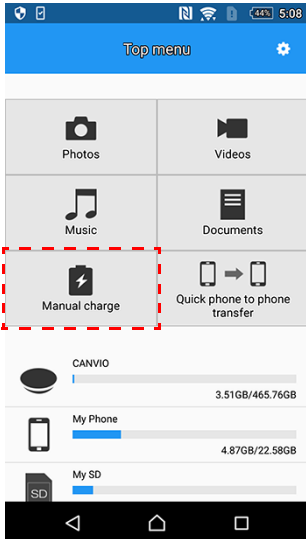 44% 5:08
Top menu
Photos
Videos
Music
Documents
Manual charge
Quick phone to phone
transfer
CANVIO
3.51GB/465.76GB
My Phone
4.87GB/22.58GB
My SD
SD